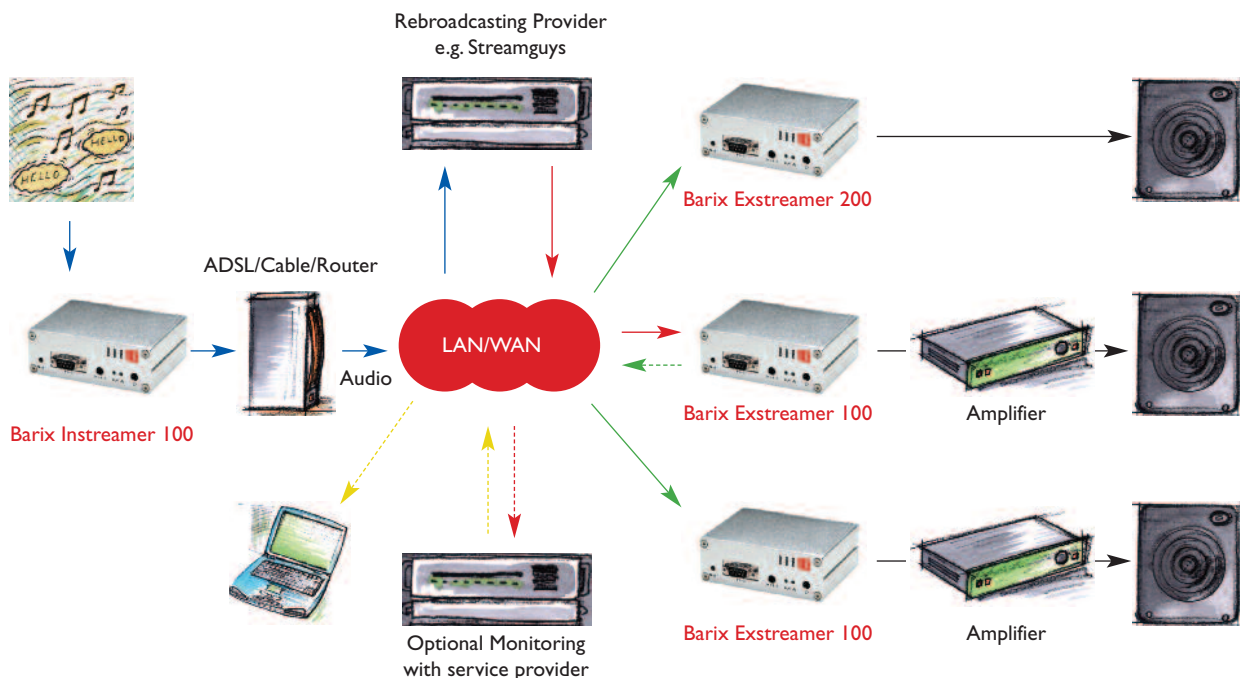 Rebroadcasting Provider
e.g. Streamguys
HELLO
HELLO
Barix Exstreamer 200
ADSL/Cable/Router
LAN/WAN
Audio
Barix Instreamer 100
Barix Exstreamer 100
Amplifier
Barix Exstreamer 100
Amplifier
Optional Monitoring
with service provider